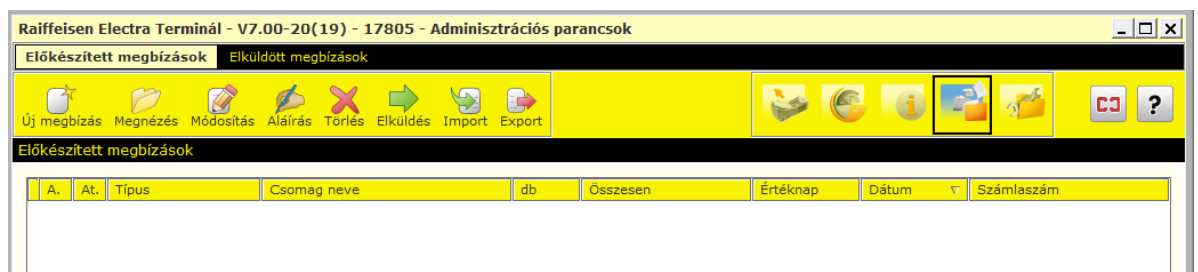 Raiffeisen Electra Terminál - V7.00-20(19) - 17805 - Adminisztrációs parancsok
Előkészített megbízások Elküldött megbízások
Új megbízás Megnézés Módosítás Aláírás Törlés Elküldés Import Export
Előkészített megbízások
A. At. Típus Csomag neve db Összesen Értéknap Dátum Számlaszám